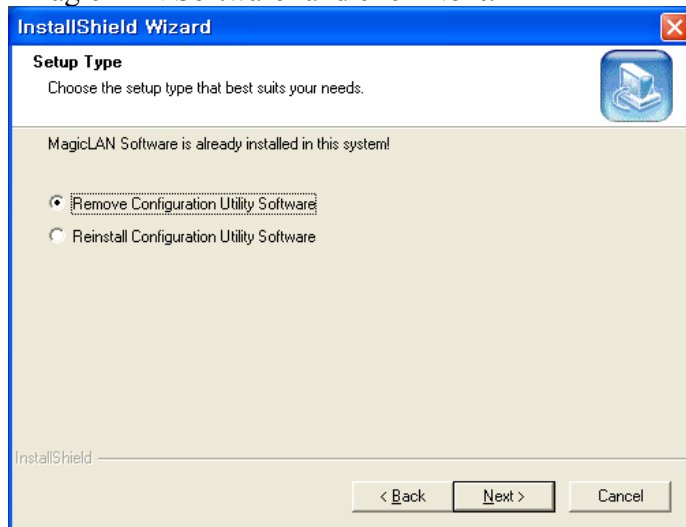 InstallShield Wizard
Setup Type
Choose the setup type that best suits your needs.
MagicLAN Software is already installed in this system!
Remove Configuration Utility Software
Reinstall Configuration Utility Software
InstallShield
< Back Next > Cancel